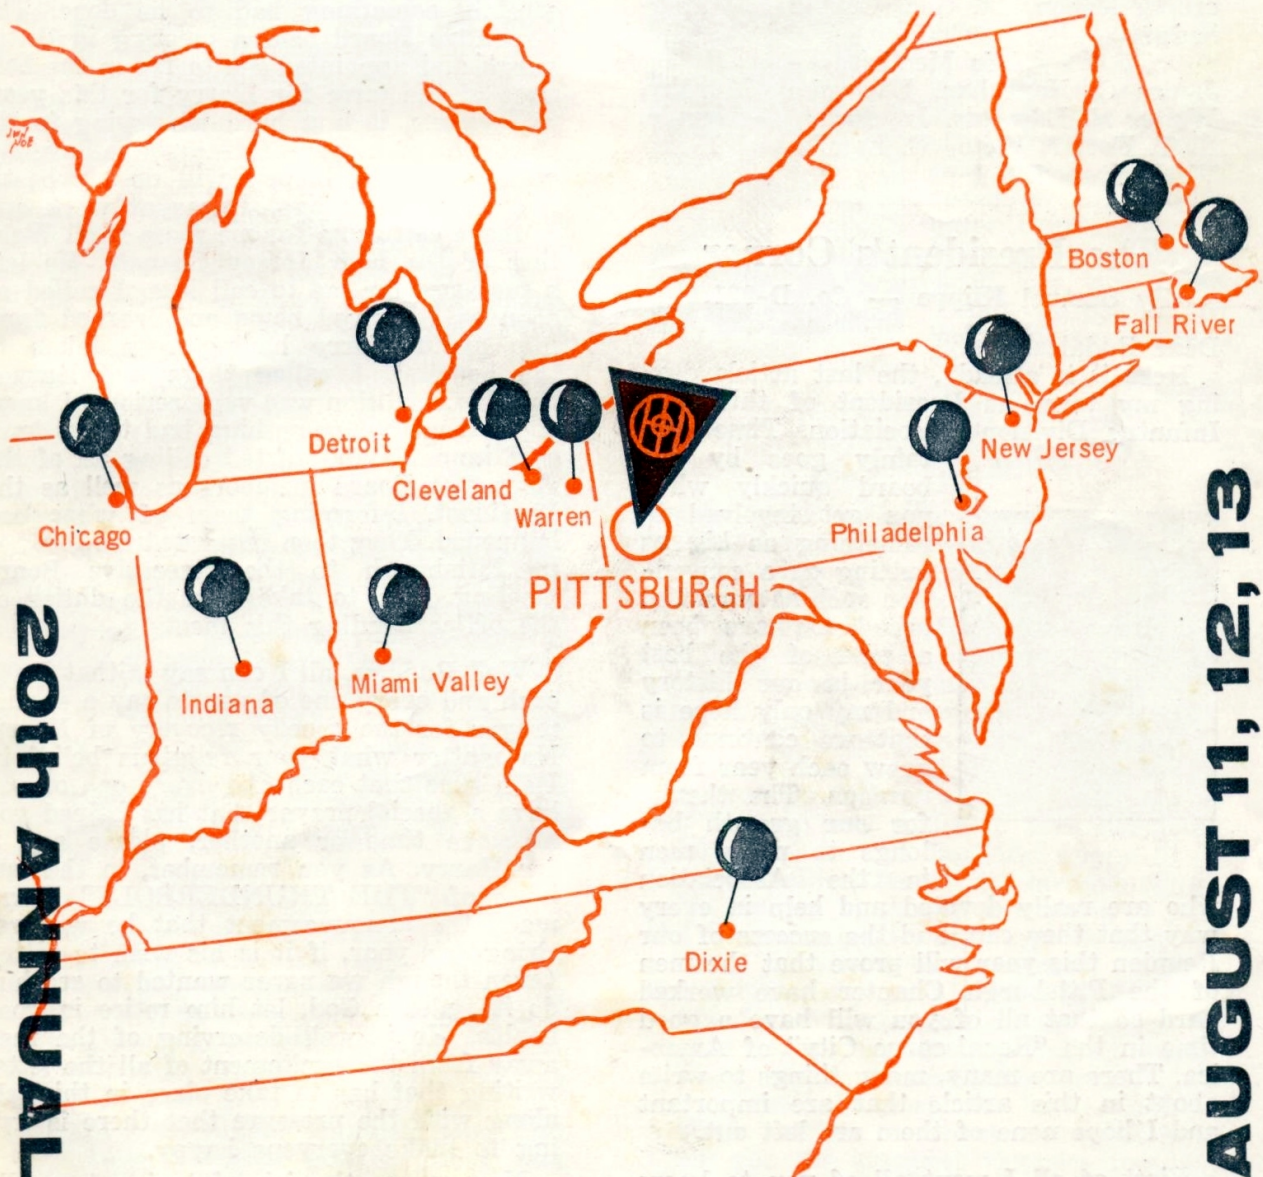 20th ANNUAL
AUGUST 11, 12, 13
Boston
Fall River
Detroit
New Jersey
Cleveland
Warren
Philadelphia
Chicago
PITTSBURGH
Indiana
Miami Valley
Dixie